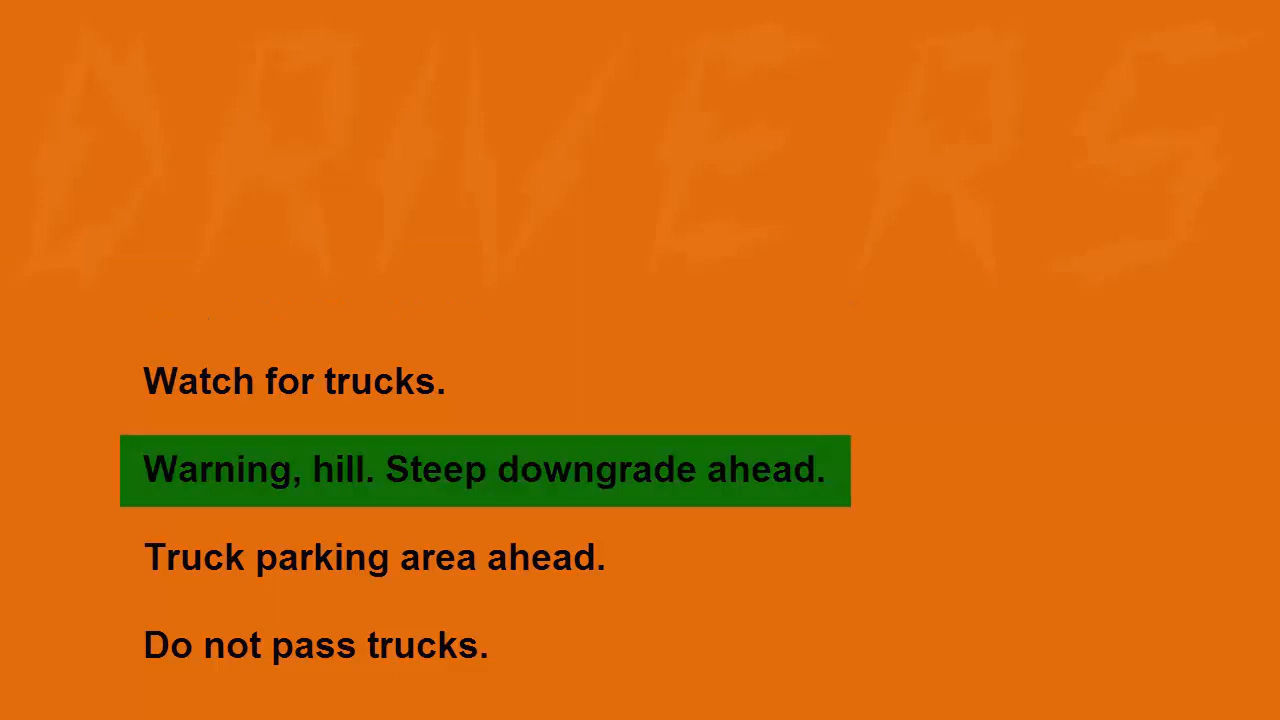 DRIVERS
Watch for trucks.
Warning, hill. Steep downgrade ahead.
Truck parking area ahead.
Do not pass trucks.